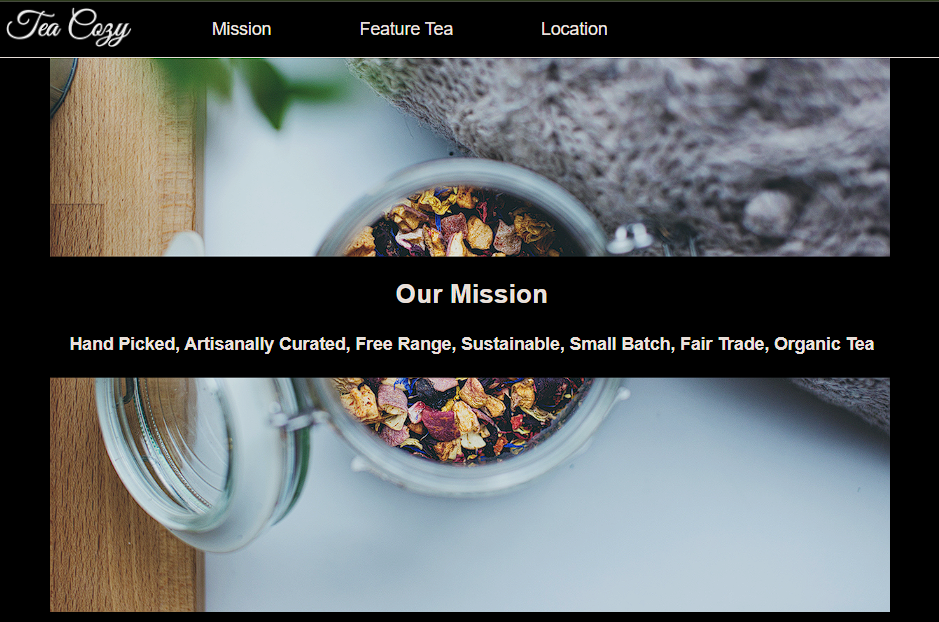 Tea Cozy
Mission
Feature Tea
Location
Our Mission
Hand Picked, Artisanally Curated, Free Range, Sustainable, Small Batch, Fair Trade, Organic Tea